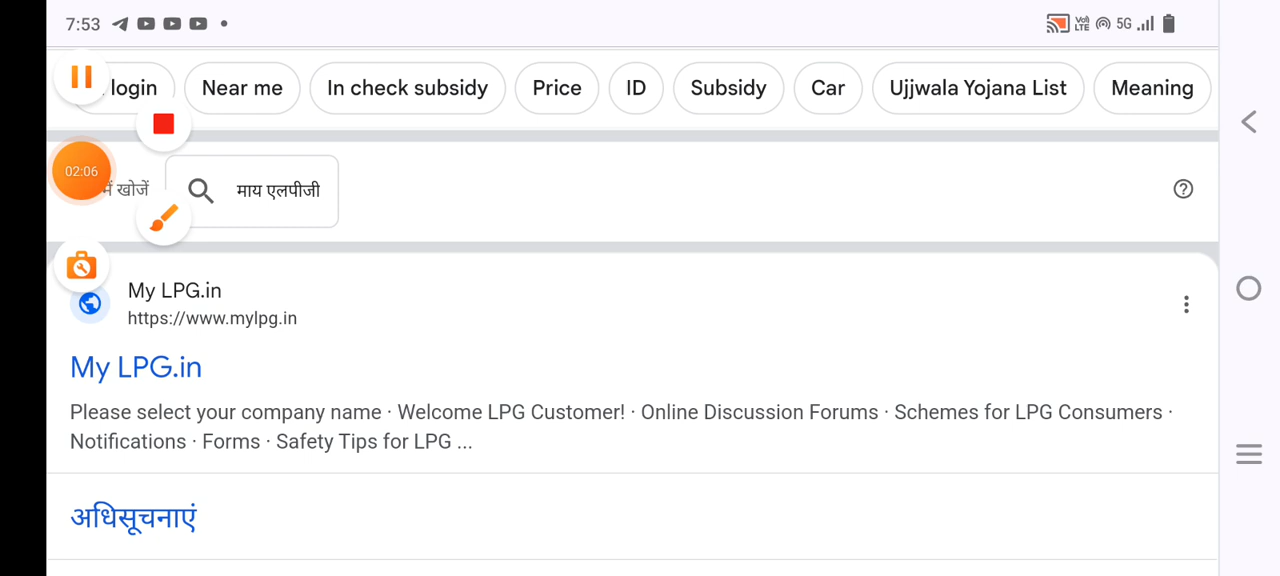 7:53
VoI LTE 5G
login Near me In check subsidy Price ID Subsidy Car Ujjwala Yojana List Meaning
02:06
में खोजें माय एलपीजी
My LPG.in
https://www.mylpg.in
My LPG.in
Please select your company name · Welcome LPG Customer! · Online Discussion Forums · Schemes for LPG Consumers ·
Notifications · Forms · Safety Tips for LPG ...
अधिसूचनाएं